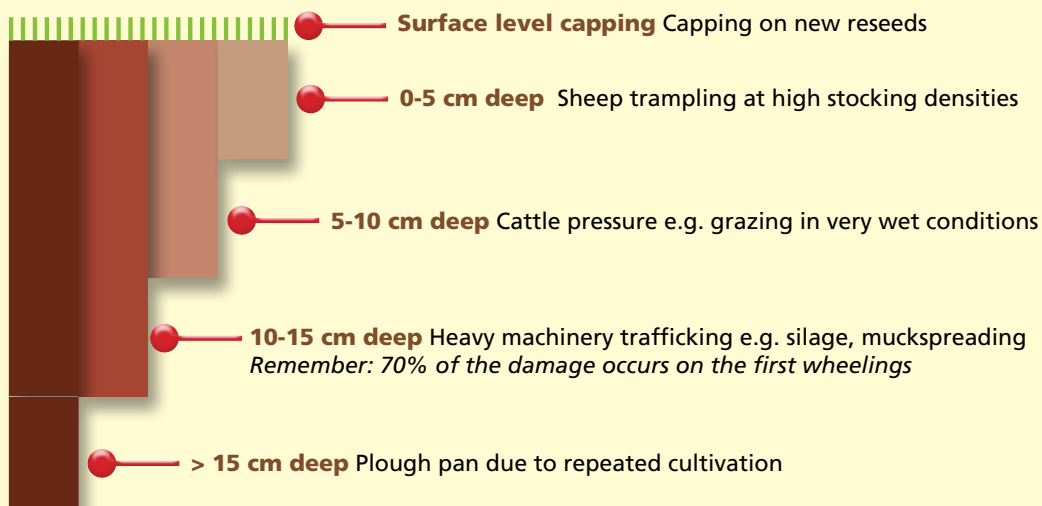 Surface level capping Capping on new reseeds
0-5 cm deep Sheep trampling at high stocking densities
5-10 cm deep Cattle pressure e.g. grazing in very wet conditions
10-15 cm deep Heavy machinery trafficking e.g. silage, muckspreading
Remember: 70% of the damage occurs on the first wheelings
> 15 cm deep Plough pan due to repeated cultivation